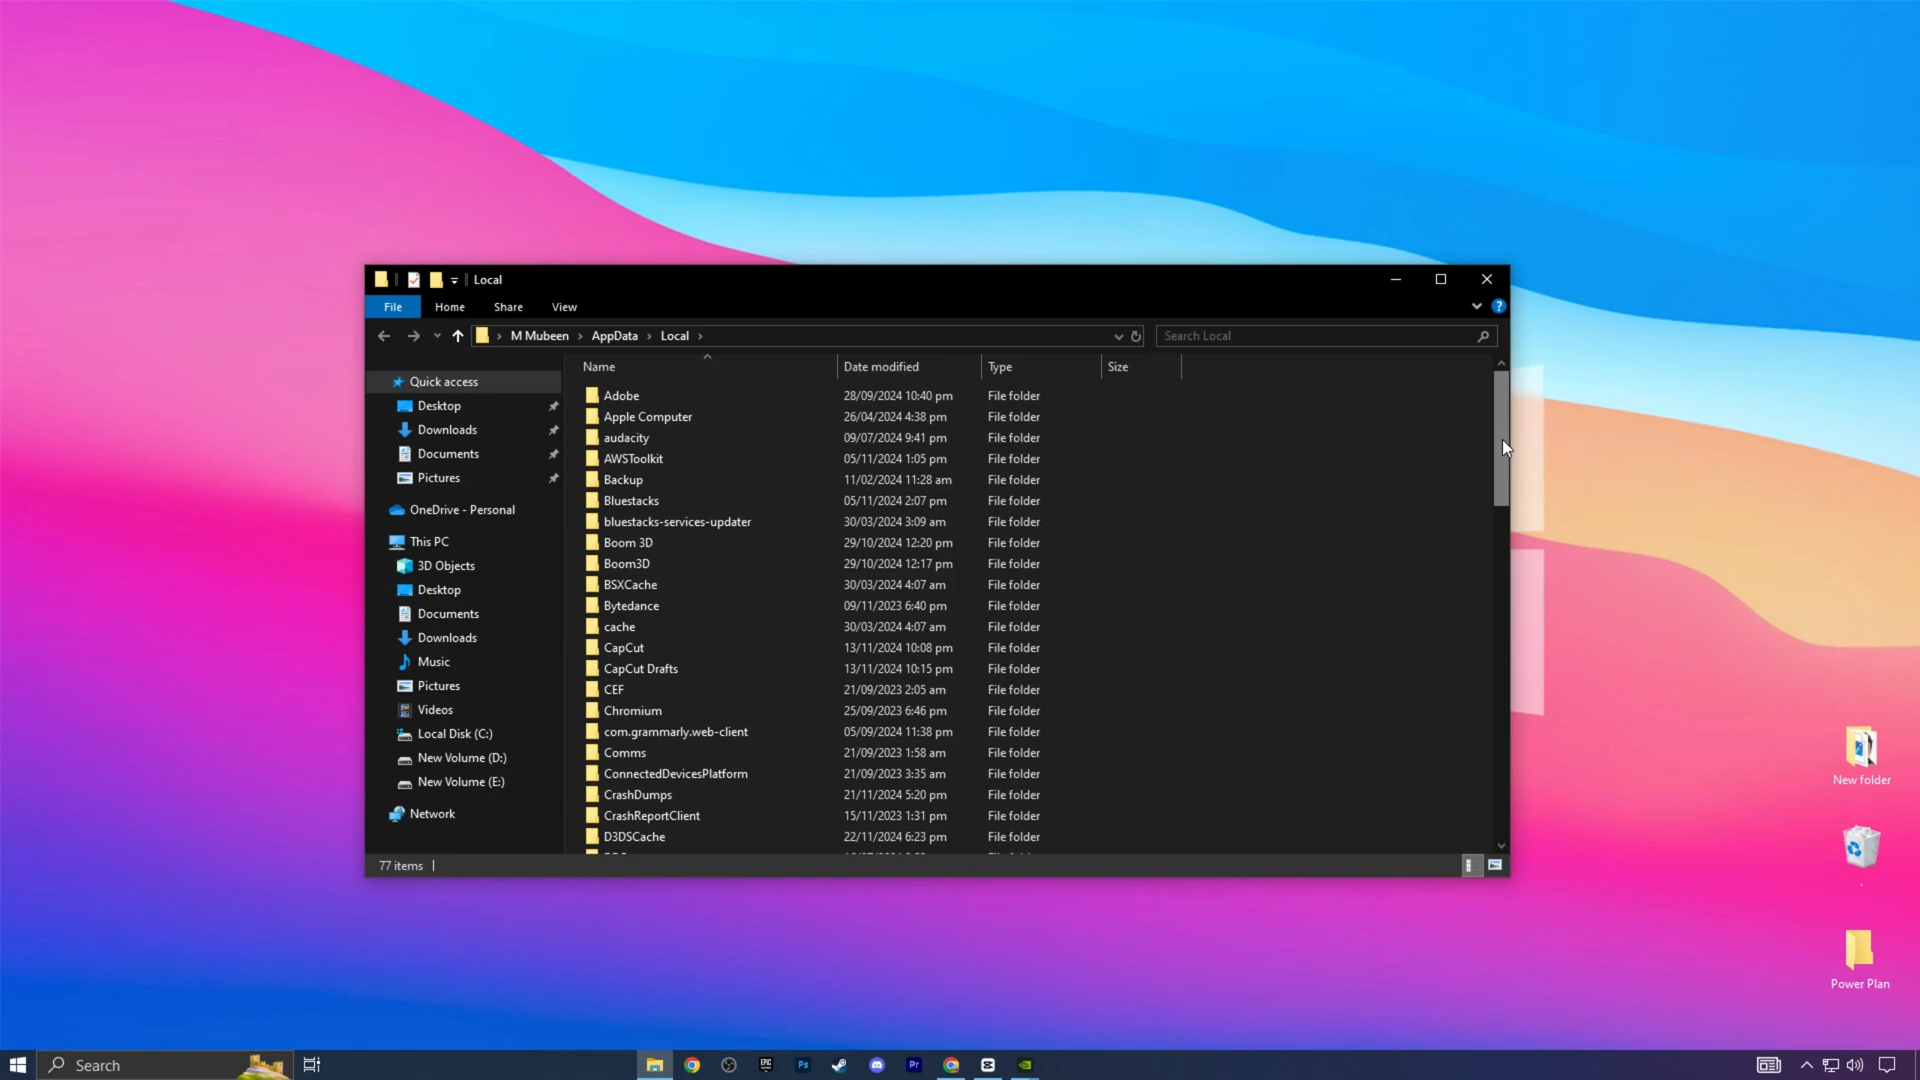 Local
File Home Share View
M Mubeen AppData Local
Search Local
Name Date modified Type Size
Quick access
Desktop
Downloads
Documents
Pictures
OneDrive - Personal
This PC
3D Objects
Desktop
Documents
Downloads
Music
Pictures
Videos
Local Disk (C:)
New Volume (D:)
New Volume (E:)
Network
Adobe 28/09/2024 10:40 pm File folder
Apple Computer 26/04/2024 4:38 pm File folder
audacity 09/07/2024 9:41 pm File folder
AWSToolkit 05/11/2024 1:05 pm File folder
Backup 11/02/2024 11:28 am File folder
Bluestacks 05/11/2024 2:07 pm File folder
bluestacks-services-updater 30/03/2024 3:09 am File folder
Boom 3D 29/10/2024 12:20 pm File folder
Boom3D 29/10/2024 12:17 pm File folder
BSXCache 30/03/2024 4:07 am File folder
Bytedance 09/11/2023 6:40 pm File folder
cache 30/03/2024 4:07 am File folder
CapCut 13/11/2024 10:08 pm File folder
CapCut Drafts 13/11/2024 10:15 pm File folder
CEF 21/09/2023 2:05 am File folder
Chromium 25/09/2023 6:46 pm File folder
com.grammarly.web-client 05/09/2024 11:38 pm File folder
Comms 21/09/2023 1:58 am File folder
ConnectedDevicesPlatform 21/09/2023 3:35 am File folder
CrashDumps 21/11/2024 5:20 pm File folder
CrashReportClient 15/11/2023 1:31 pm File folder
D3DSCache 22/11/2024 6:23 pm File folder
77 items
New folder
.
Power Plan
Search
EPIC
Ps
Pr